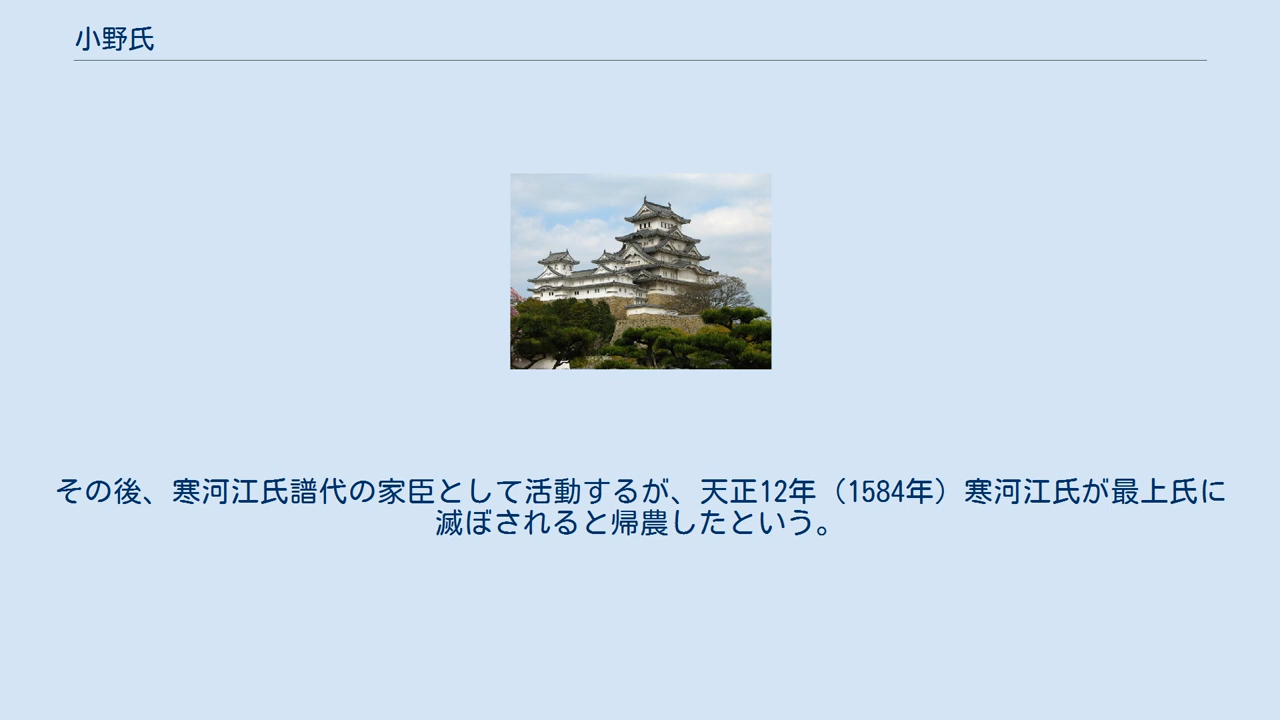 小野氏
その後、寒河江氏譜代の家臣として活動するが、天正12年（1584年）寒河江氏が最上氏に
滅ぼされると帰農したという。